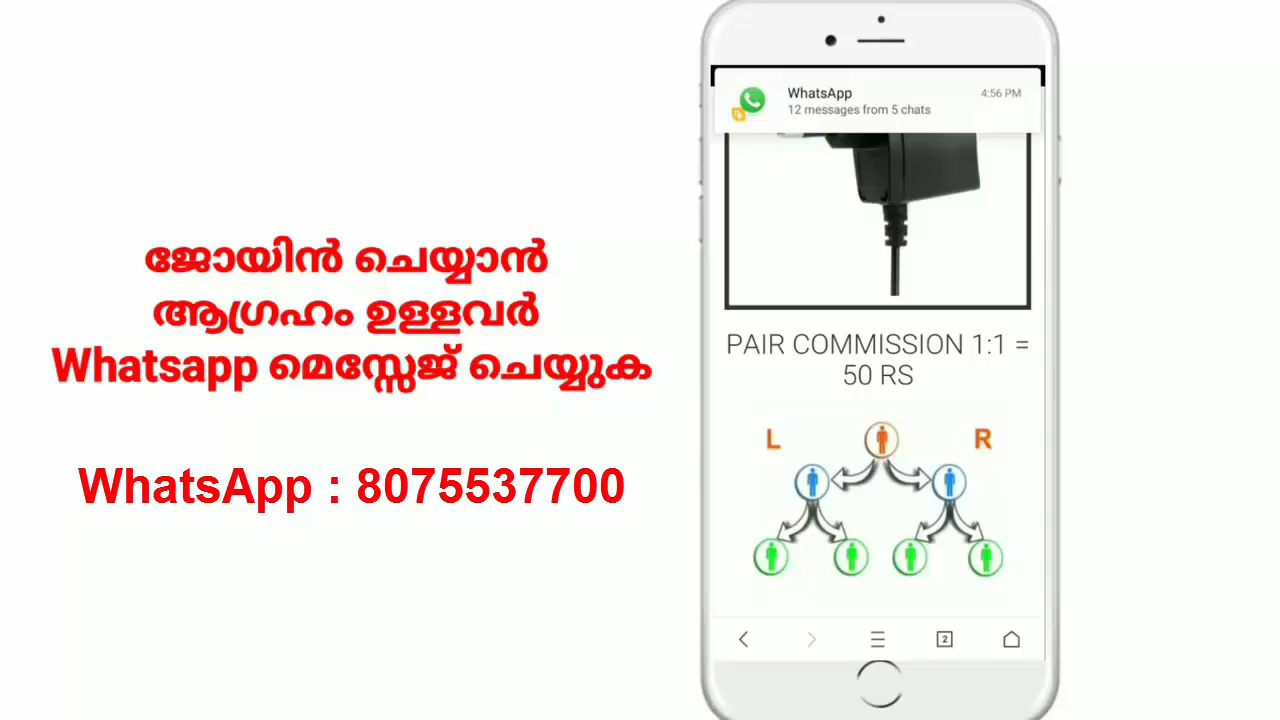 ജോയിൻ ചെയ്യാൻ
ആഗ്രഹം ഉള്ളവർ
Whatsapp മെസ്സേജ് ചെയ്യുക
WhatsApp : 8075537700
WhatsApp 4:56 PM
12 messages from 5 chats
PAIR COMMISSION 1:1 =
50 RS
L R
2